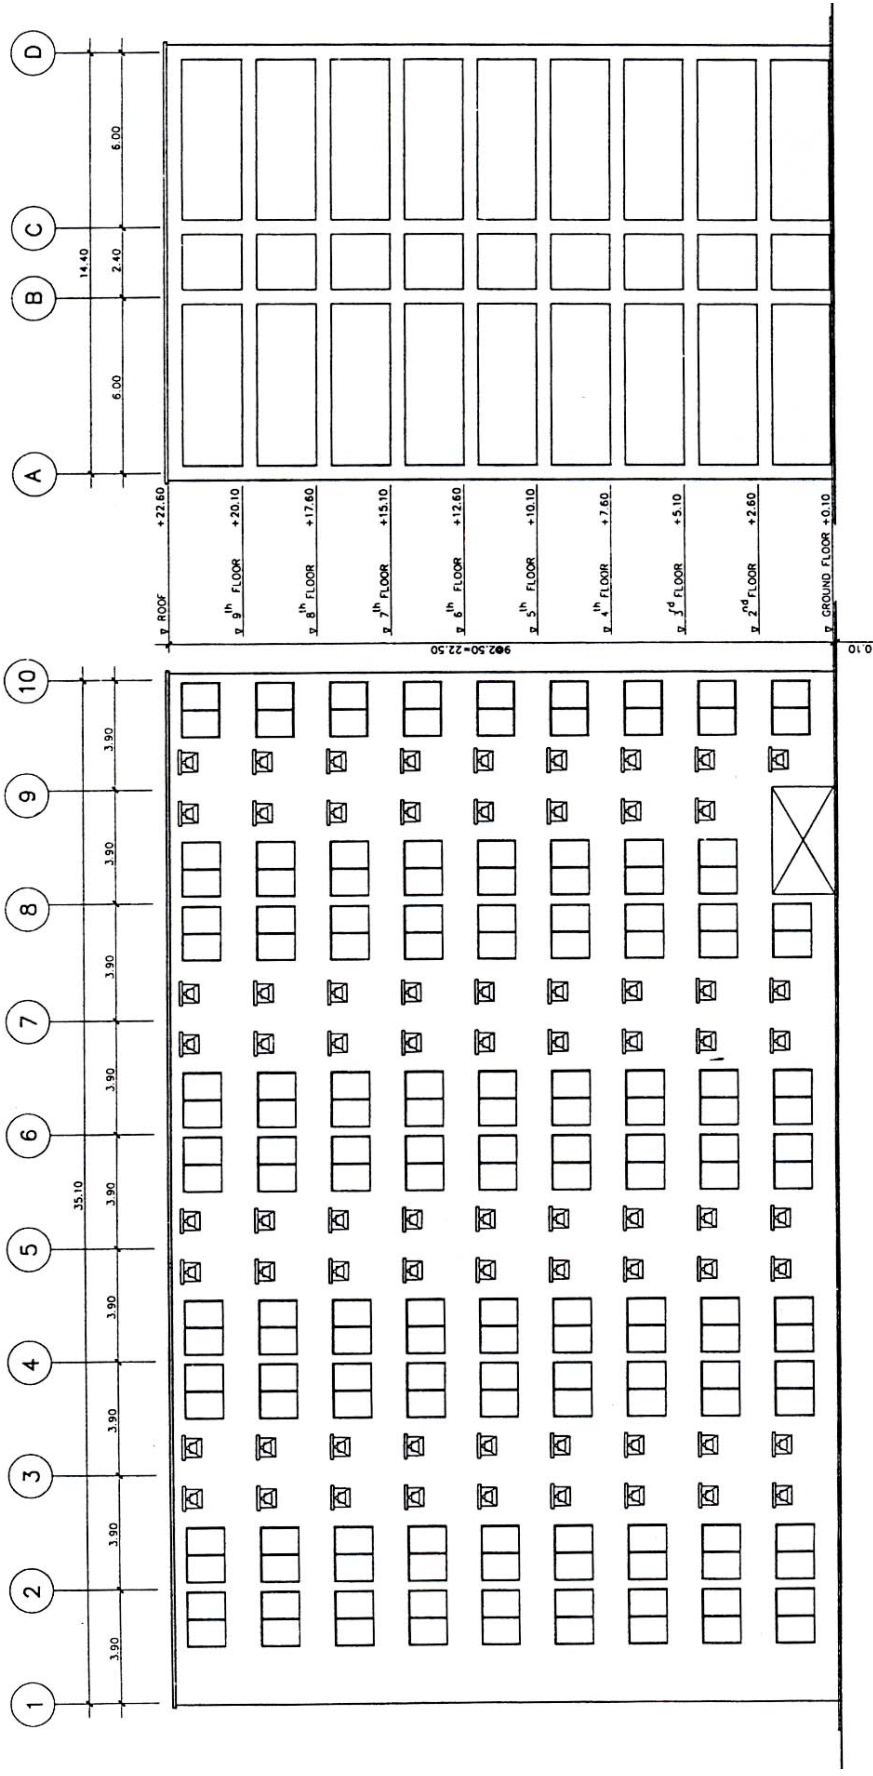 1
2
3
4
5
6
7
8
9
10
A
B
C
D
35.10
14.40
3.90
3.90
3.90
3.90
3.90
3.90
3.90
3.90
3.90
6.00
2.40
6.00
ROOF +22.60
9th FLOOR +20.10
8th FLOOR +17.60
7th FLOOR +15.10
6th FLOOR +12.60
5th FLOOR +10.10
4th FLOOR +7.60
3rd FLOOR +5.10
2nd FLOOR +2.60
GROUND FLOOR +0.10
9@2.50=22.50
0.10